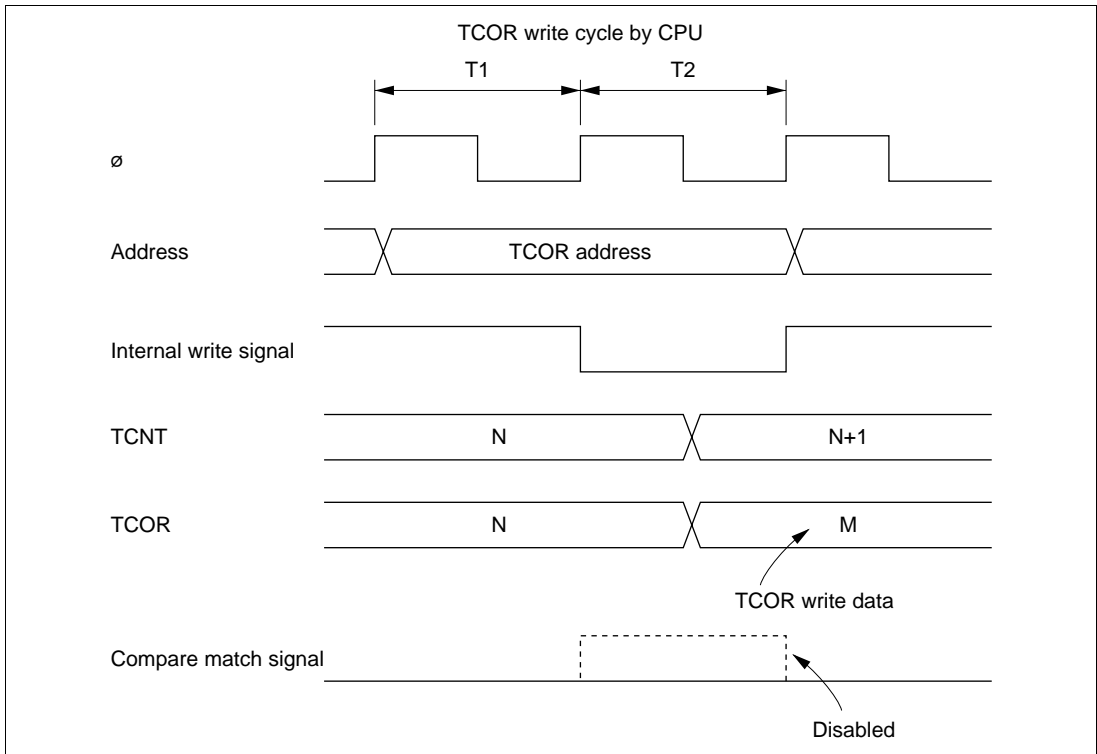 TCOR write cycle by CPU
T1 T2
ø
Address TCOR address
Internal write signal
TCNT N N+1
TCOR N M
TCOR write data
Compare match signal
Disabled